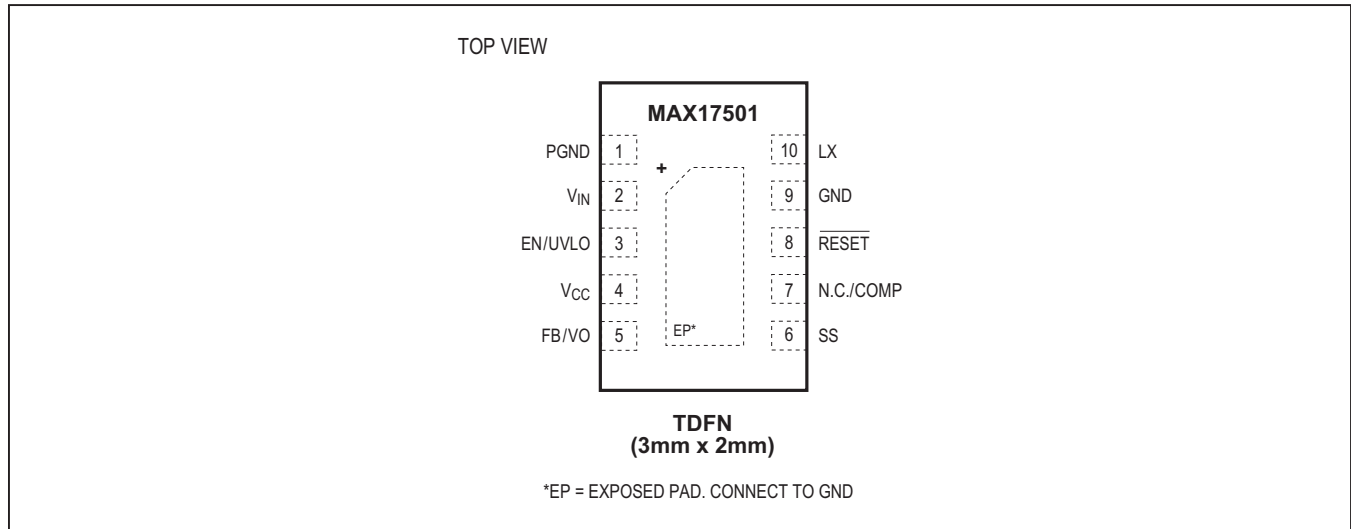 TOP VIEW
MAX17501
PGND 1
VIN 2
EN/UVLO 3
VCC 4
FB/VO 5
10 LX
9 GND
8 RESET
7 N.C./COMP
6 SS
+
EP*
TDFN
(3mm x 2mm)
*EP = EXPOSED PAD. CONNECT TO GND